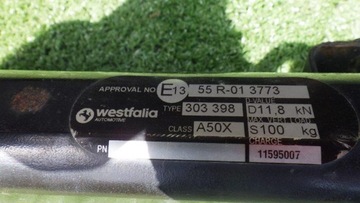 APPROVAL NO E13 55 R-01 3773
westfalia
AUTOMOTIVE
TYPE 303 398
D-VALUE
D11,8 kN
MAX VERT LOAD
CLASS A50X S100 kg
PN
CHARGE
11595007